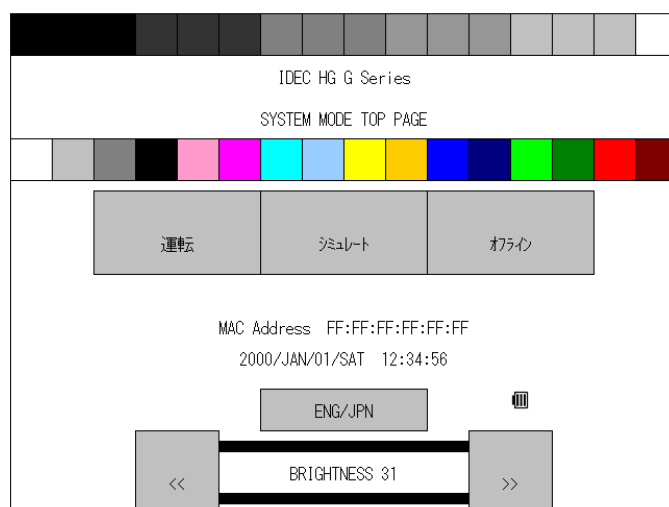 IDEC HG G Series
SYSTEM MODE TOP PAGE
運転 ｼﾐｭﾚｰﾄ ｵﾌﾗｲﾝ
MAC Address FF:FF:FF:FF:FF:FF
2000/JAN/01/SAT 12:34:56
ENG/JPN
<< BRIGHTNESS 31 >>